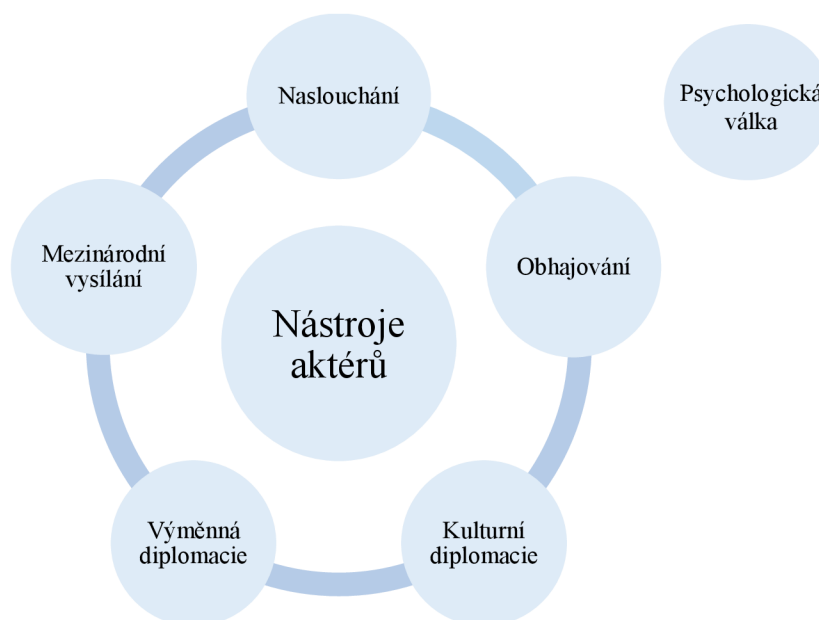 Naslouchání
Psychologická
válka
Mezinárodní
vysílání
Obhajování
Nástroje
aktérů
Výměnná
diplomacie
Kulturní
diplomacie